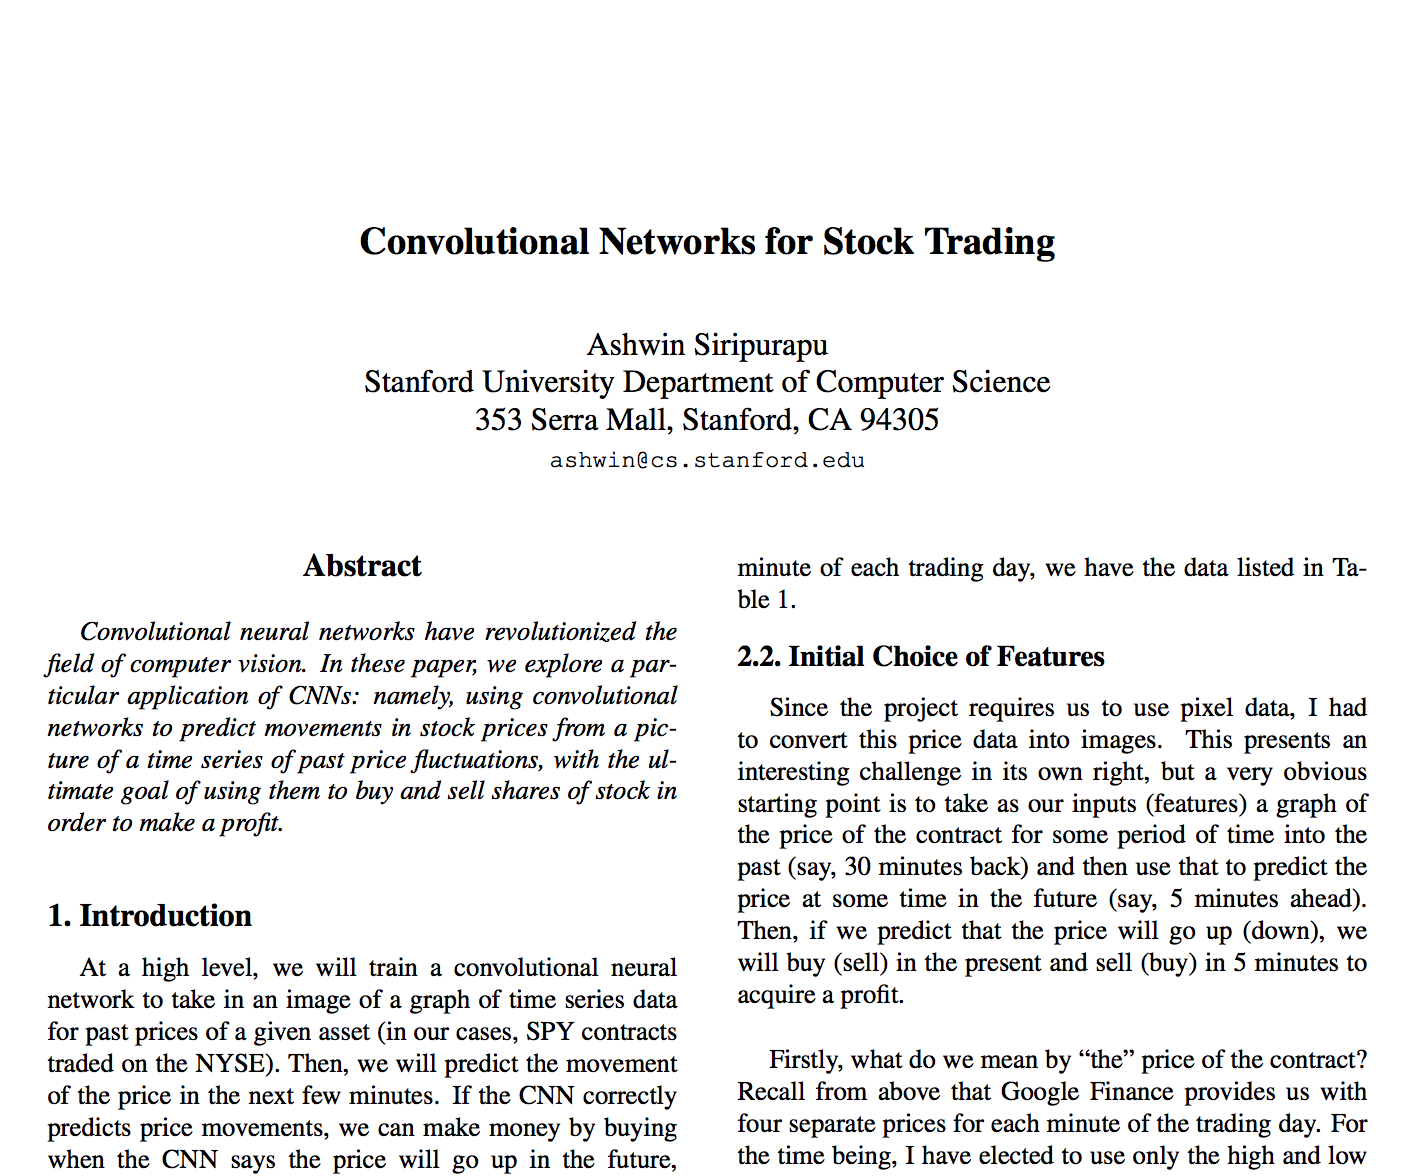 Convolutional Networks for Stock Trading
Ashwin Siripurapu
Stanford University Department of Computer Science
353 Serra Mall, Stanford, CA 94305
ashwin@cs.stanford.edu
Abstract
Convolutional neural networks have revolutionized the
field of computer vision. In these paper, we explore a par-
ticular application of CNNs: namely, using convolutional
networks to predict movements in stock prices from a pic-
ture of a time series of past price fluctuations, with the ul-
timate goal of using them to buy and sell shares of stock in
order to make a profit.
1. Introduction
At a high level, we will train a convolutional neural
network to take in an image of a graph of time series data
for past prices of a given asset (in our cases, SPY contracts
traded on the NYSE). Then, we will predict the movement
of the price in the next few minutes. If the CNN correctly
predicts price movements, we can make money by buying
when the CNN says the price will go up in the future,
minute of each trading day, we have the data listed in Ta-
ble 1.
2.2. Initial Choice of Features
Since the project requires us to use pixel data, I had
to convert this price data into images. This presents an
interesting challenge in its own right, but a very obvious
starting point is to take as our inputs (features) a graph of
the price of the contract for some period of time into the
past (say, 30 minutes back) and then use that to predict the
price at some time in the future (say, 5 minutes ahead).
Then, if we predict that the price will go up (down), we
will buy (sell) in the present and sell (buy) in 5 minutes to
acquire a profit.
Firstly, what do we mean by “the” price of the contract?
Recall from above that Google Finance provides us with
four separate prices for each minute of the trading day. For
the time being, I have elected to use only the high and low